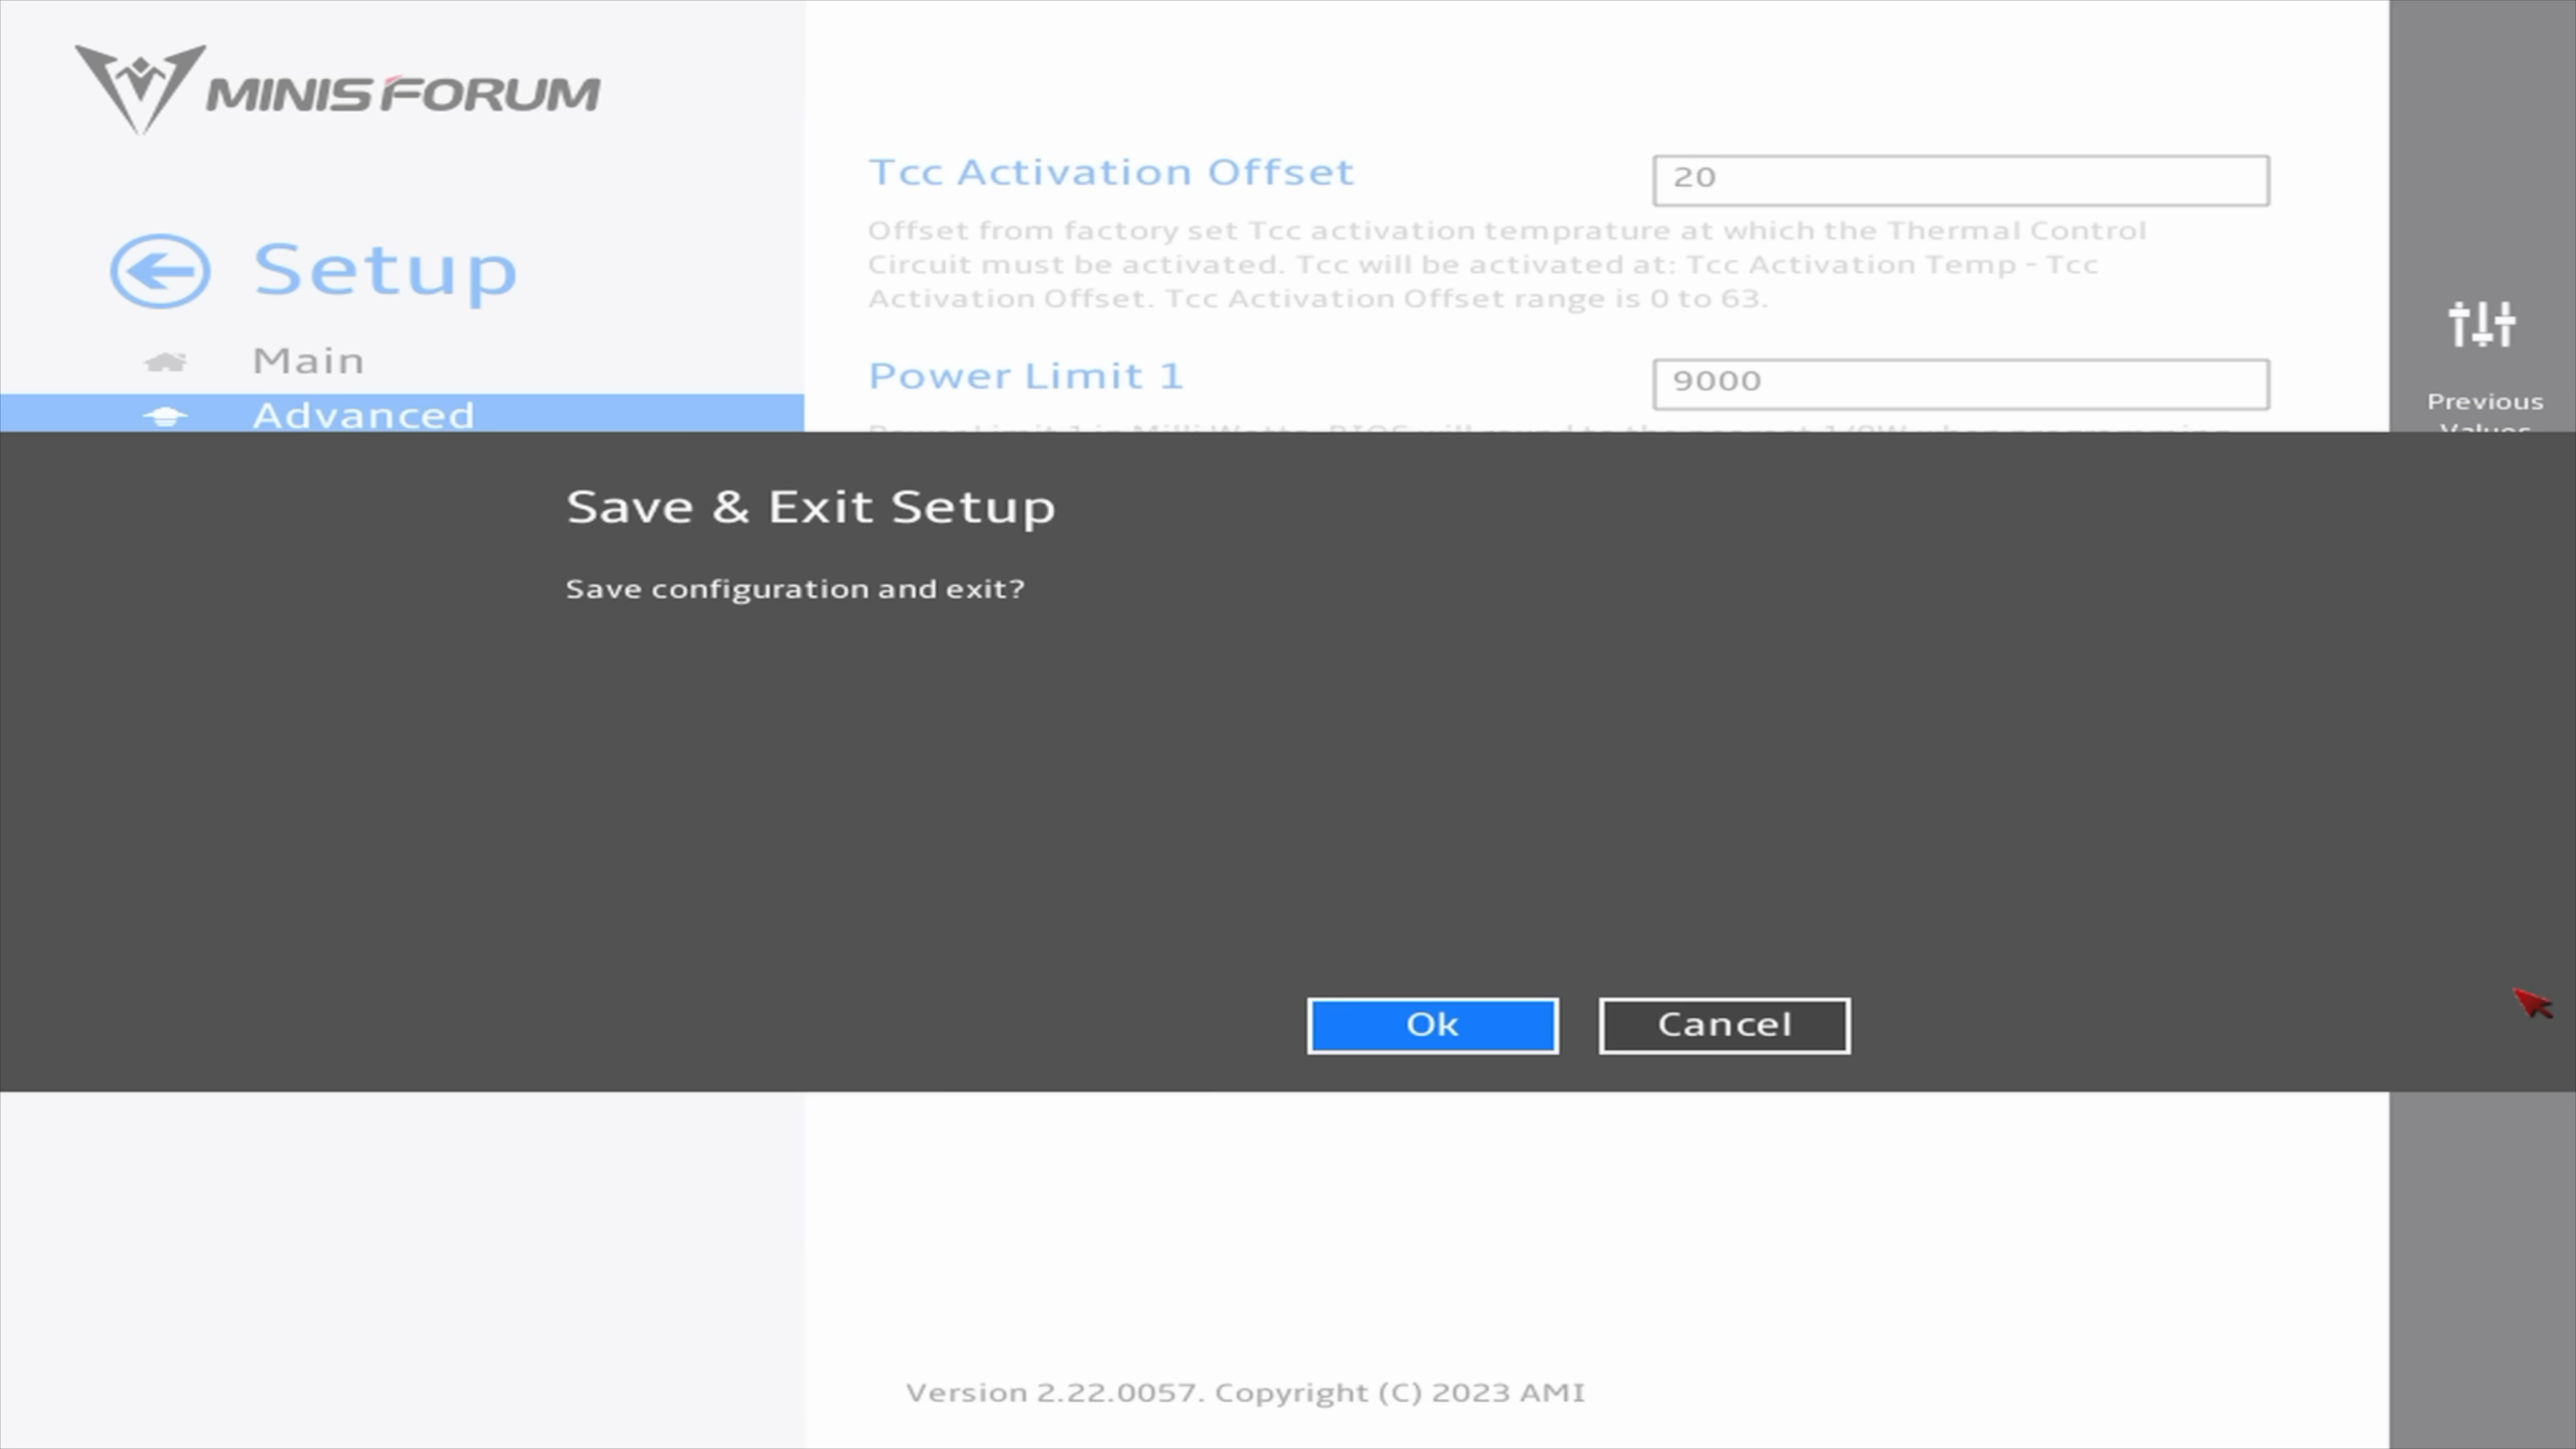 MINISFORUM
Setup
Main
Advanced
Tcc Activation Offset
20
Offset from factory set Tcc activation temprature at which the Thermal Control
Circuit must be activated. Tcc will be activated at: Tcc Activation Temp - Tcc
Activation Offset. Tcc Activation Offset range is 0 to 63.
Power Limit 1
9000
Previous
Values
Save & Exit Setup
Save configuration and exit?
Ok
Cancel
Version 2.22.0057. Copyright (C) 2023 AMI